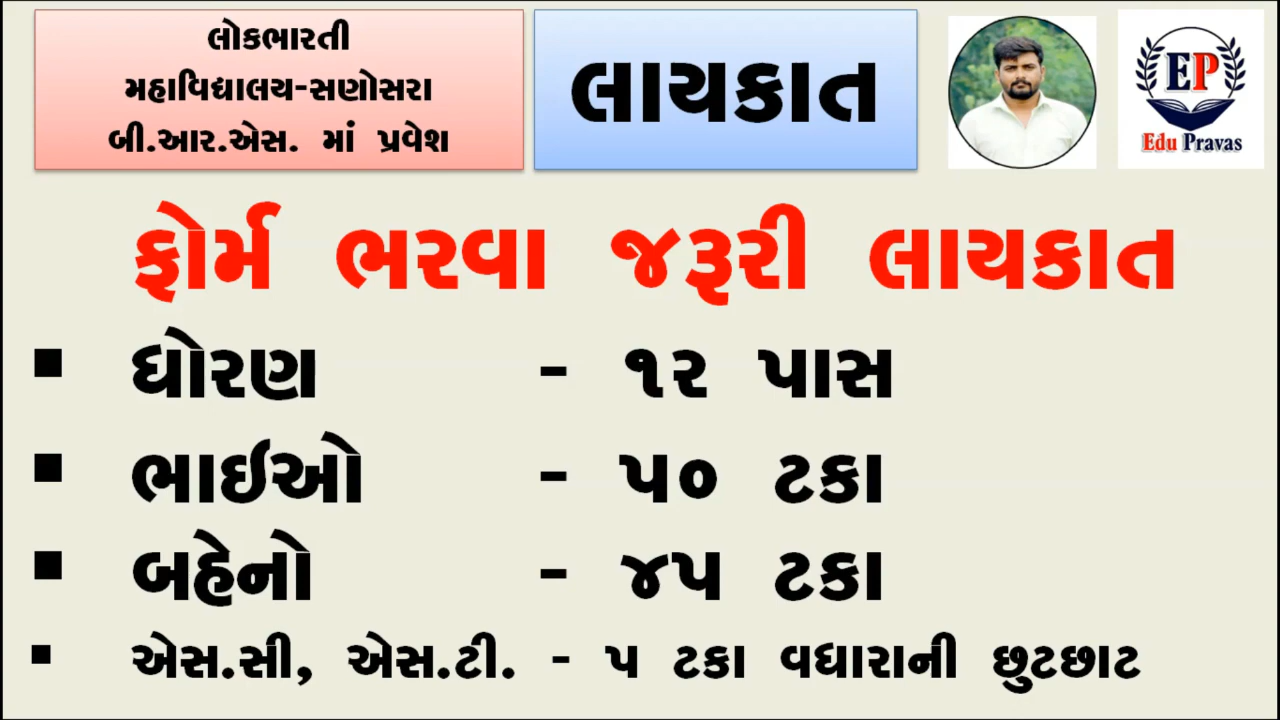 લોકભારતી
મહાવિદ્યાલય-સણોસરા
બી.આર.એસ. માં પ્રવેશ
લાયકાત
EP
Edu Pravas
ફોર્મ ભરવા જરૂરી લાયકાત
▪ ધોરણ - ૧૨ પાસ
▪ ભાઈઓ - ૫૦ ટકા
▪ બહેનો - ૪૫ ટકા
▪ એસ.સી, એસ.ટી. - ૫ ટકા વધારાની છુટછાટ